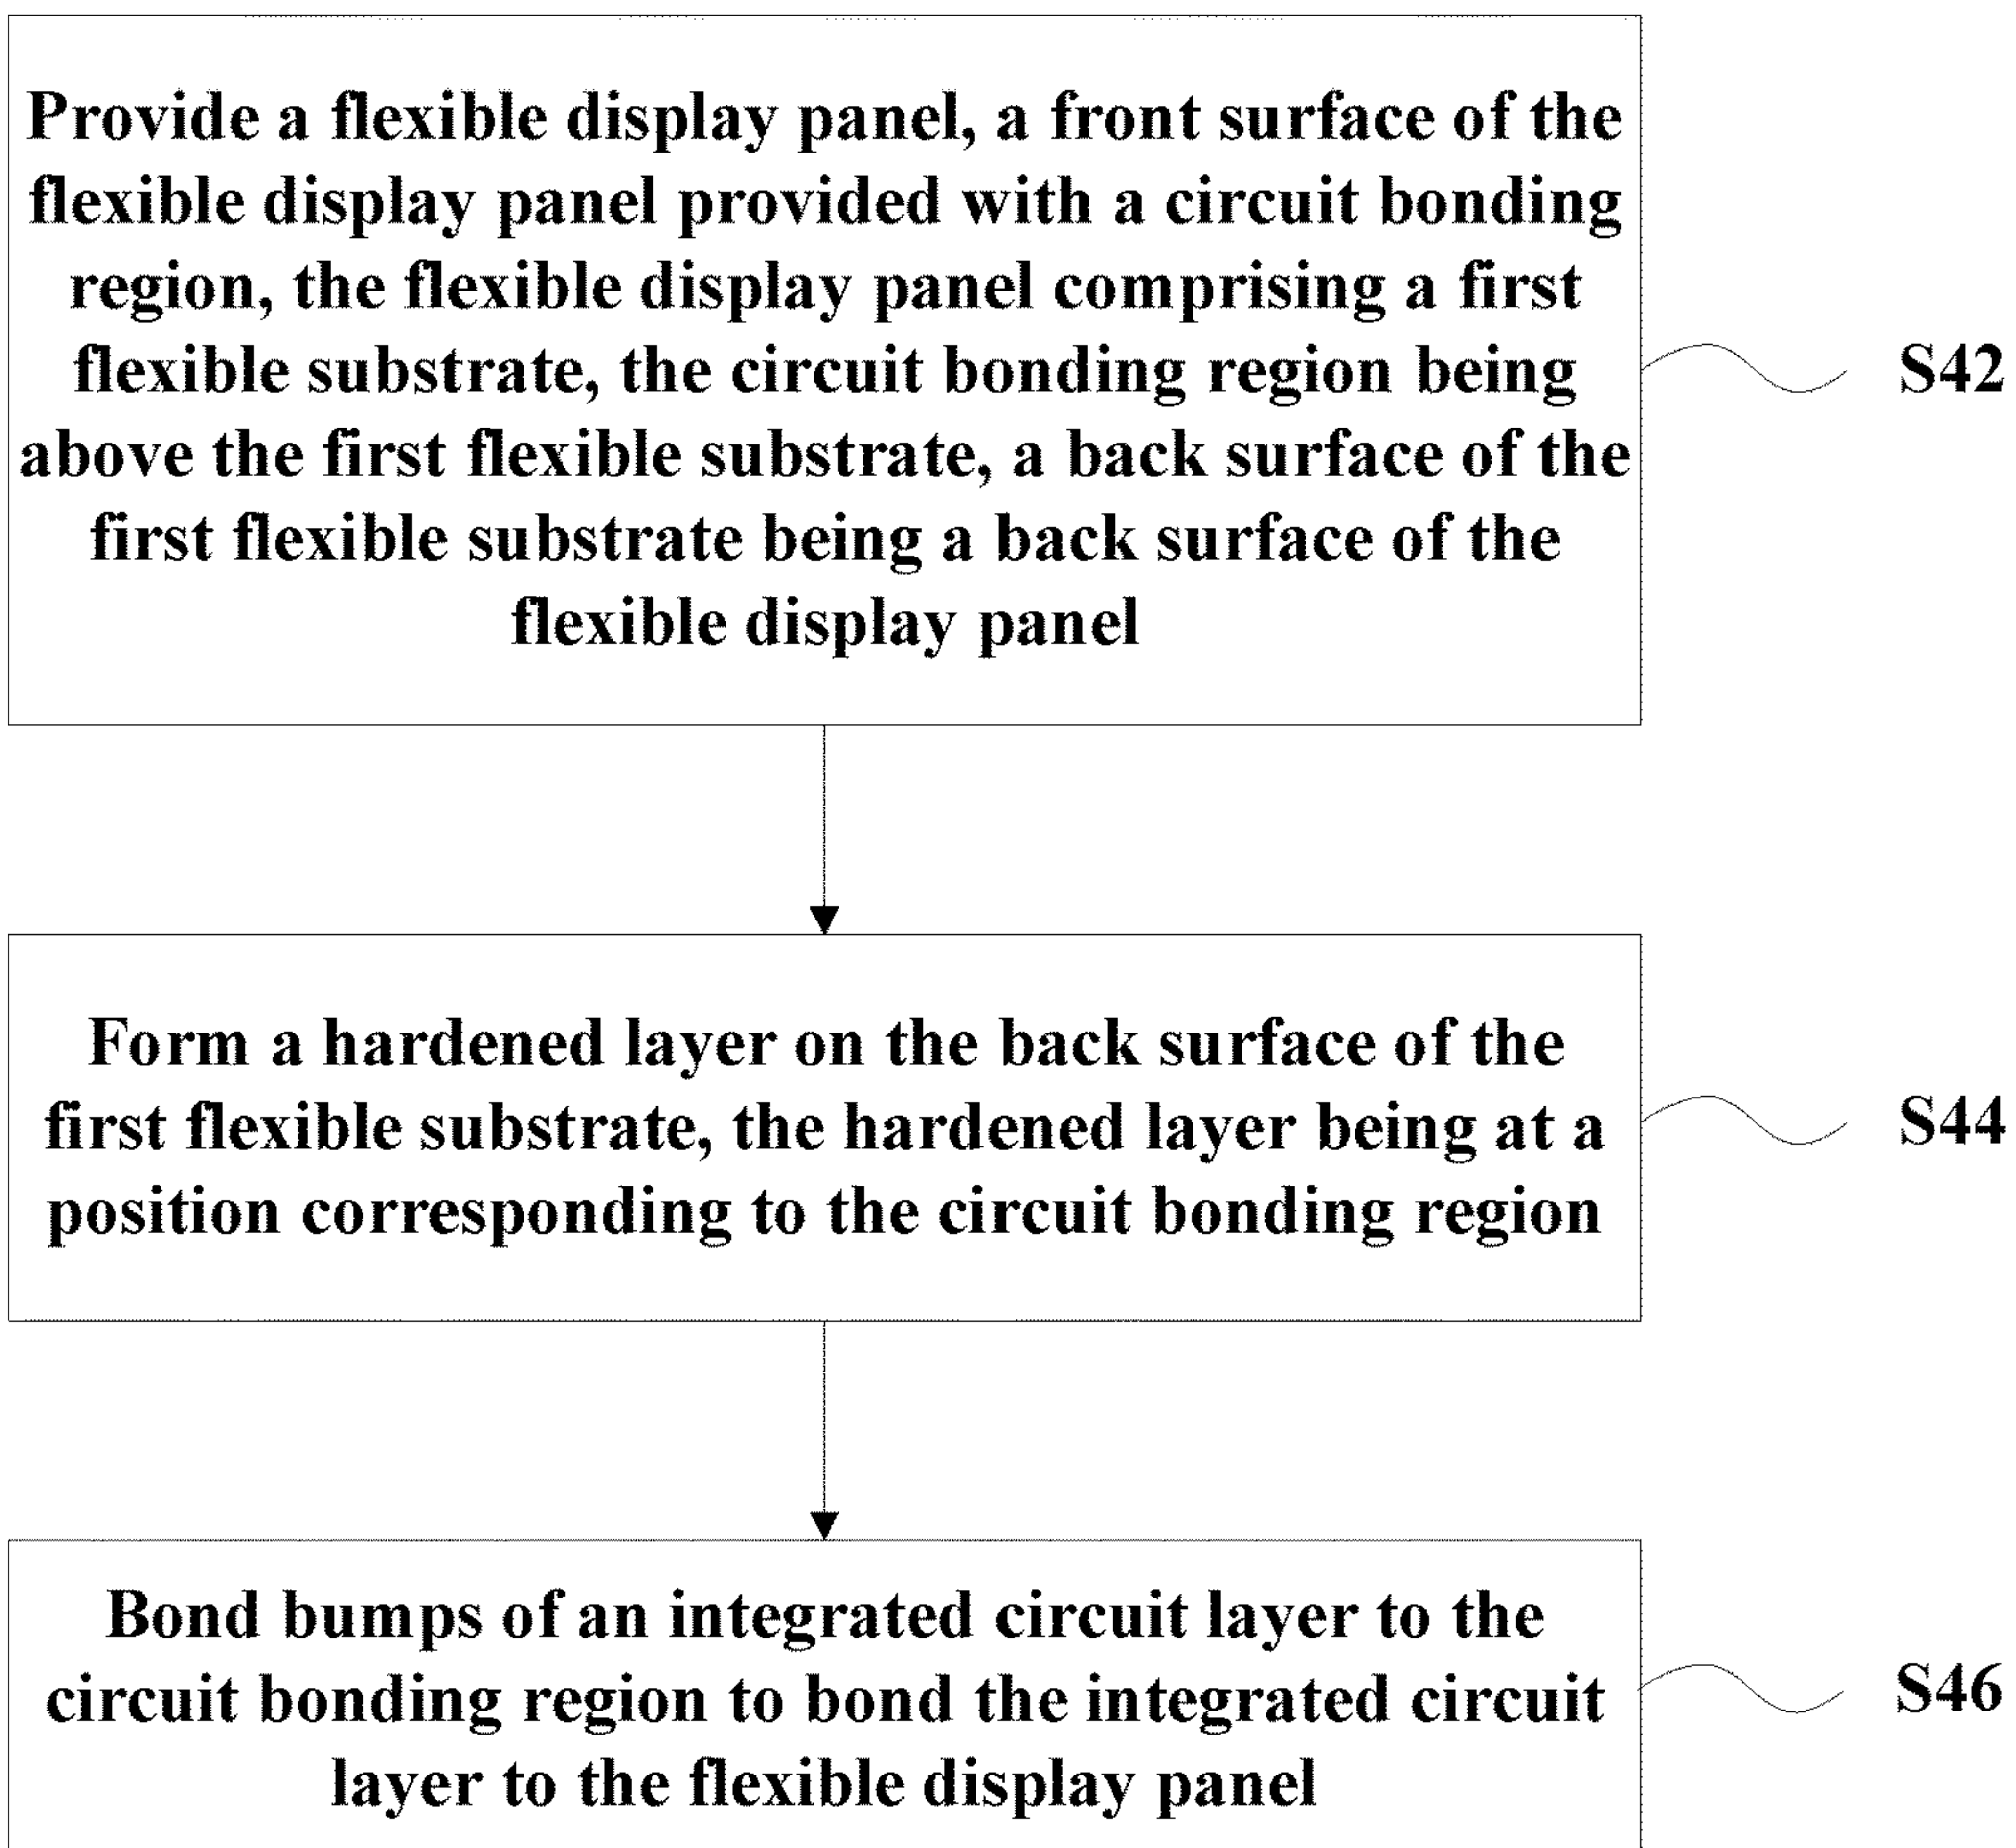 Provide a flexible display panel, a front surface of the
flexible display panel provided with a circuit bonding
region, the flexible display panel comprising a first
flexible substrate, the circuit bonding region being
above the first flexible substrate, a back surface of the
first flexible substrate being a back surface of the
flexible display panel
S42
Form a hardened layer on the back surface of the
first flexible substrate, the hardened layer being at a
position corresponding to the circuit bonding region
S44
Bond bumps of an integrated circuit layer to the
circuit bonding region to bond the integrated circuit
layer to the flexible display panel
S46